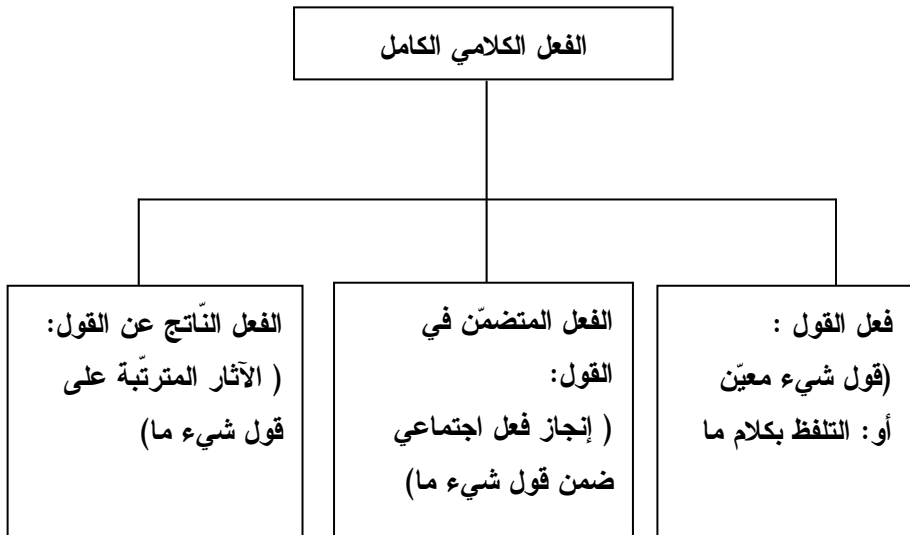 الفعل الكلامي الكامل
فعل القول :
(قول شيء معيّن
أو: التلفظ بكلام ما
الفعل المتضمّن في
القول:
( إنجاز فعل اجتماعي
ضمن قول شيء ما)
الفعل النّاتج عن القول:
( الآثار المترتّبة على
قول شيء ما)